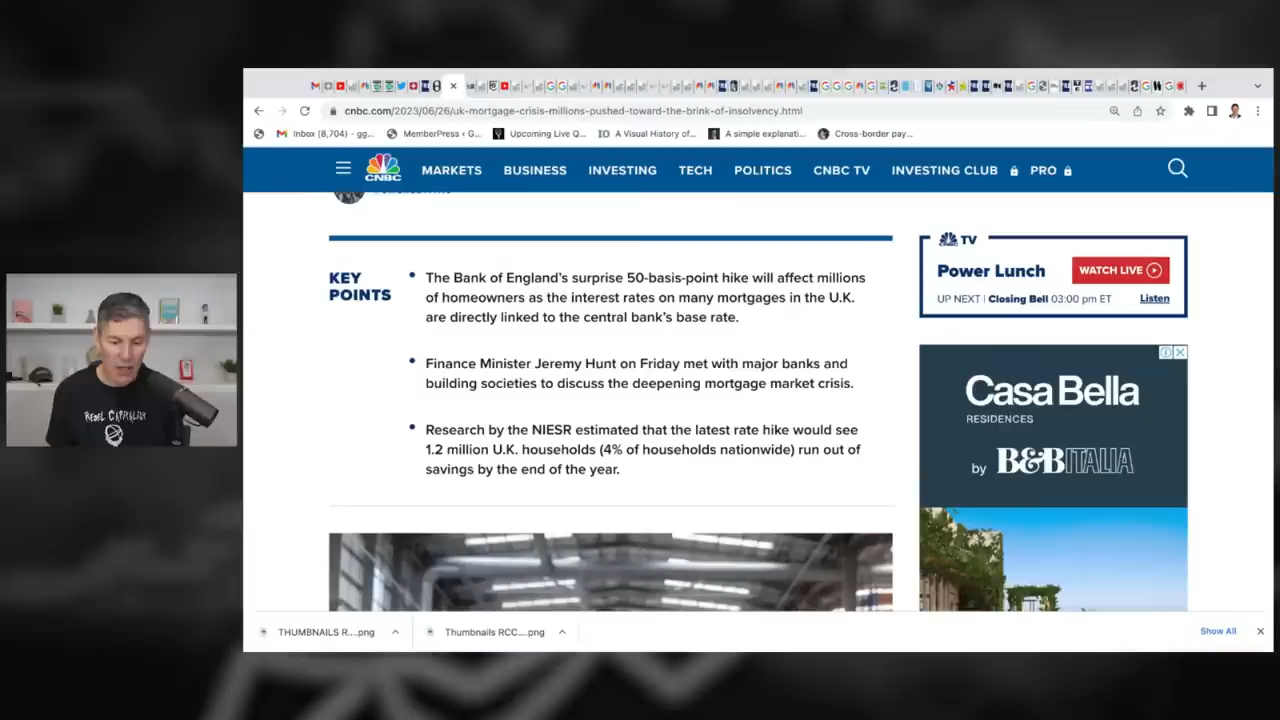 cnbc.com/2023/06/26/uk-mortgage-crisis-millions-pushed-toward-the-brink-of-insolvency.html
Inbox (8,704) - gg...
MemberPress ‹ G...
Upcoming Live Q...
A Visual History of...
A simple explanati...
Cross-border pay...
CNBC
MARKETS
BUSINESS
INVESTING
TECH
POLITICS
CNBC TV
INVESTING CLUB
PRO
KEY
POINTS
The Bank of England's surprise 50-basis-point hike will affect millions
of homeowners as the interest rates on many mortgages in the U.K.
are directly linked to the central bank's base rate.
Finance Minister Jeremy Hunt on Friday met with major banks and
building societies to discuss the deepening mortgage market crisis.
Research by the NIESR estimated that the latest rate hike would see
1.2 million U.K. households (4% of households nationwide) run out of
savings by the end of the year.
TV
Power Lunch
WATCH LIVE
UP NEXT | Closing Bell 03:00 pm ET
Listen
Casa Bella
RESIDENCES
by B&B ITALIA
REBEL CAPITALIST
THUMBNAILS R....png
Thumbnails RCC....png
Show All